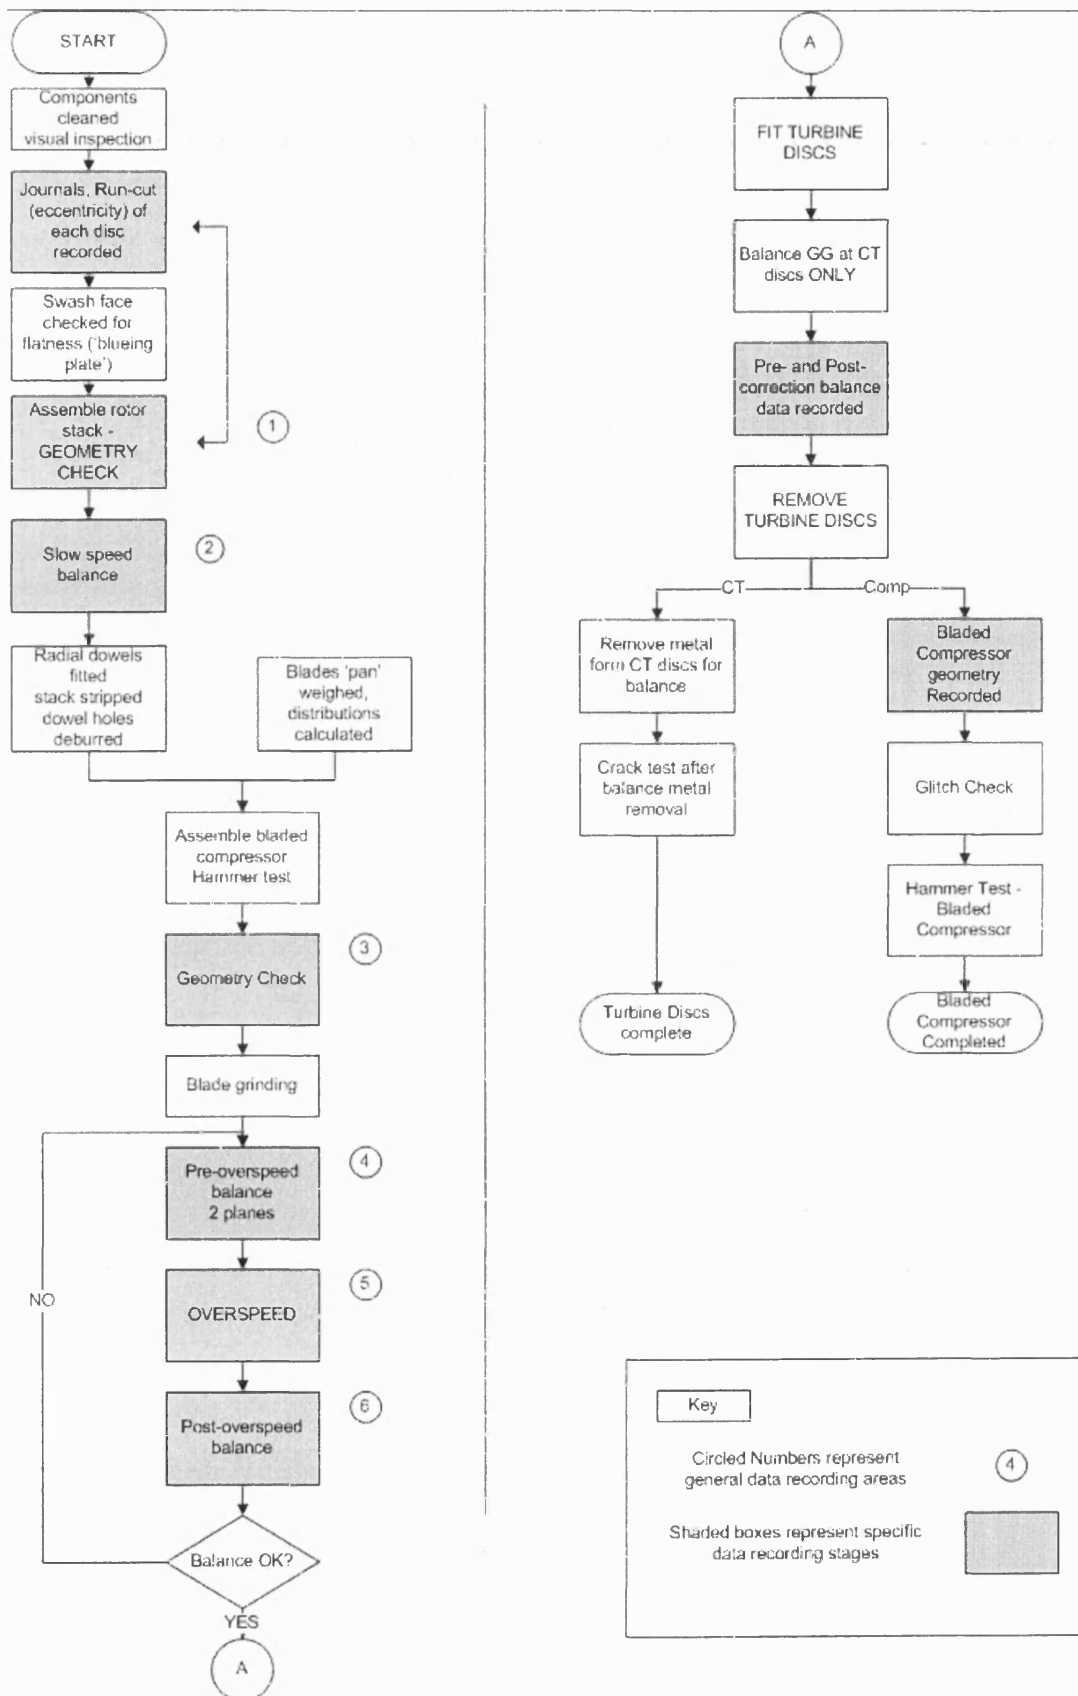 START
Components
cleaned
visual inspection
Journals, Run-cut
(eccentricity) of
each disc
recorded
Swash face
checked for
flatness ('blueing
plate')
Assemble rotor
stack -
GEOMETRY
CHECK
1
Slow speed
balance
2
Radial dowels
fitted
stack stripped
dowel holes
deburred
Blades 'pan'
weighed,
distributions
calculated
Assemble bladed
compressor
Hammer test
Geometry Check
3
Blade grinding
Pre-overspeed
balance
2 planes
4
OVERSPEED
5
NO
Post-overspeed
balance
6
Balance OK?
YES
A
A
FIT TURBINE
DISCS
Balance GG at CT
discs ONLY
Pre- and Post-
correction balance
data recorded
REMOVE
TURBINE DISCS
CT
Comp
Remove metal
form CT discs for
balance
Crack test after
balance metal
removal
Turbine Discs
complete
Bladed
Compressor
geometry
Recorded
Glitch Check
Hammer Test -
Bladed
Compressor
Bladed
Compressor
Completed
Key
Circled Numbers represent
general data recording areas
4
Shaded boxes represent specific
data recording stages